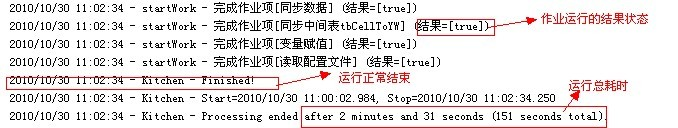 2010/10/30 11:02:34 - startWork - 完成作业项[同步数据] (结果=[true])
2010/10/30 11:02:34 - startWork - 完成作业项[同步中间表tbCellToYW] (结果=[true])
作业运行的结果状态
2010/10/30 11:02:34 - startWork - 完成作业项[变量赋值] (结果=[true])
2010/10/30 11:02:34 - startWork - 完成作业项[读取配置文件] (结果=[true])
2010/10/30 11:02:34 - Kitchen - Finished!
运行正常结束
运行总耗时
2010/10/30 11:02:34 - Kitchen - Start=2010/10/30 11:00:02.984, Stop=2010/10/30 11:02:34.250
2010/10/30 11:02:34 - Kitchen - Processing ended after 2 minutes and 31 seconds (151 seconds total).